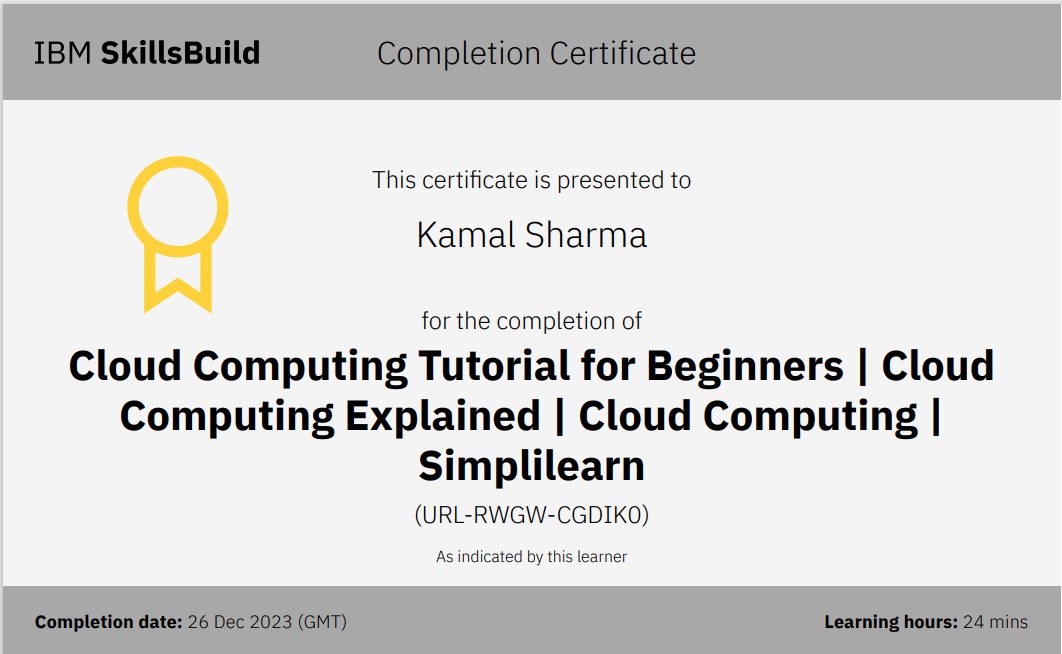 IBM SkillsBuild
Completion Certificate
This certificate is presented to
Kamal Sharma
for the completion of
Cloud Computing Tutorial for Beginners | Cloud
Computing Explained | Cloud Computing |
Simplilearn
(URL-RWGW-CGDIK0)
As indicated by this learner
Completion date: 26 Dec 2023 (GMT)
Learning hours: 24 mins